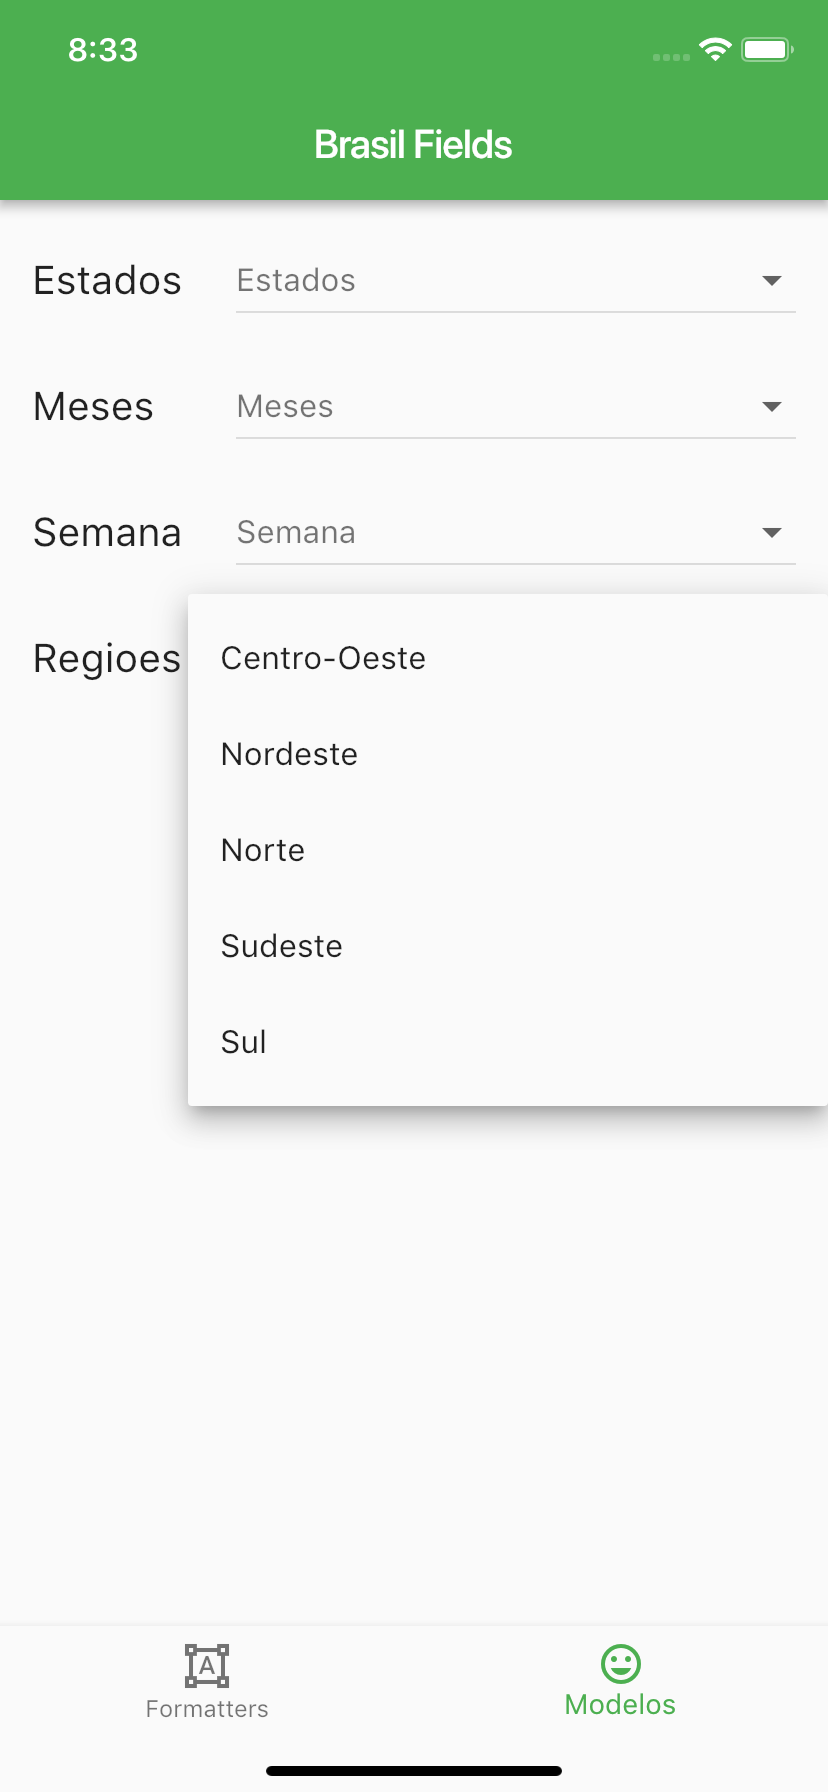 8:33
Brasil Fields
Estados Estados
Meses Meses
Semana Semana
Regioes Centro-Oeste
Nordeste
Norte
Sudeste
Sul
A
Formatters Modelos